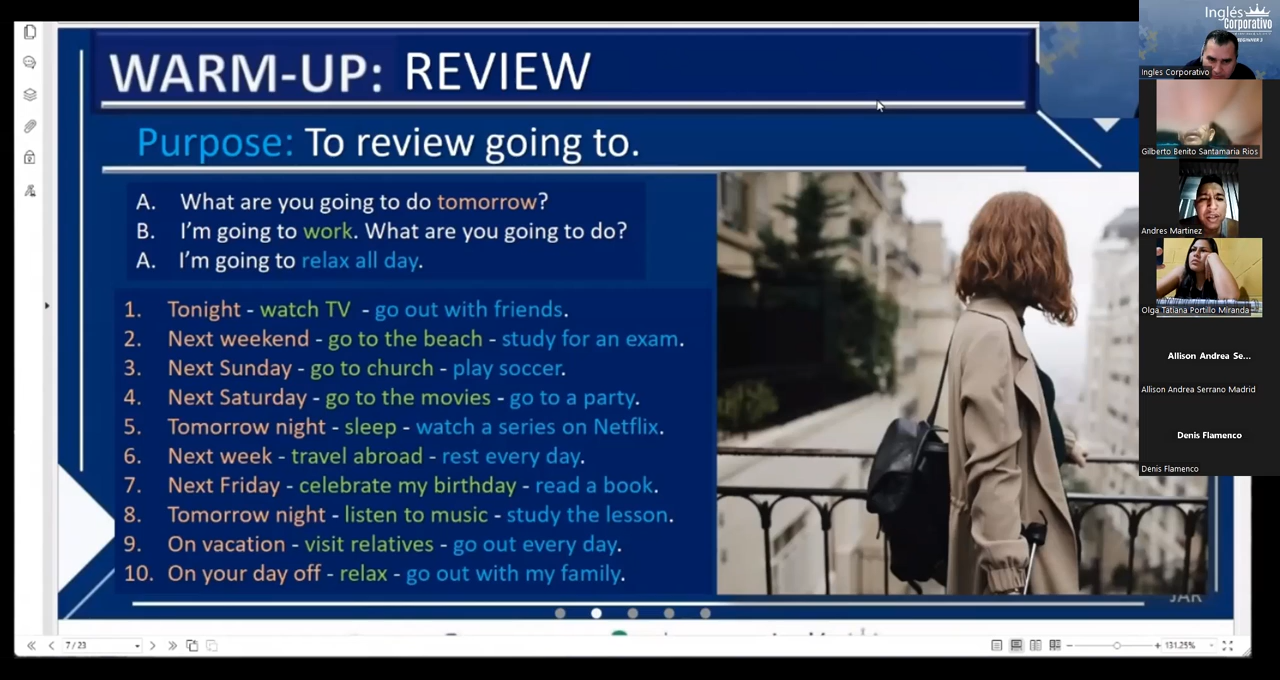 WARM-UP: REVIEW
Purpose: To review going to.
A. What are you going to do tomorrow?
B. I'm going to work. What are you going to do?
A. I'm going to relax all day.
1. Tonight - watch TV - go out with friends.
2. Next weekend - go to the beach - study for an exam.
3. Next Sunday - go to church - play soccer.
4. Next Saturday - go to the movies - go to a party.
5. Tomorrow night - sleep - watch a series on Netflix.
6. Next week - travel abroad - rest every day.
7. Next Friday - celebrate my birthday - read a book.
8. Tomorrow night - listen to music - study the lesson.
9. On vacation - visit relatives - go out every day.
10. On your day off - relax - go out with my family.
JAR
7 / 23
131.25%
Inglés
Corporativo
Ingles Corporativo
Gilberto Benito Santamaria Rios
Andres Martinez
Olga Tatiana Portillo Miranda
Allison Andrea Se...
Allison Andrea Serrano Madrid
Denis Flamenco
Denis Flamenco